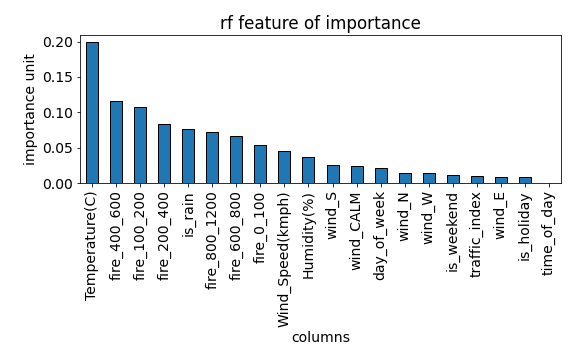 rf feature of importance
importance unit
0.20
0.15
0.10
0.05
0.00
Temperature(C)
fire_400_600
fire_100_200
fire_200_400
is_rain
fire_800_1200
fire_600_800
fire_0_100
Wind_Speed(kmph)
Humidity(%)
wind_S
wind_CALM
day_of_week
wind_N
wind_W
is_weekend
traffic_index
wind_E
is_holiday
time_of_day
columns